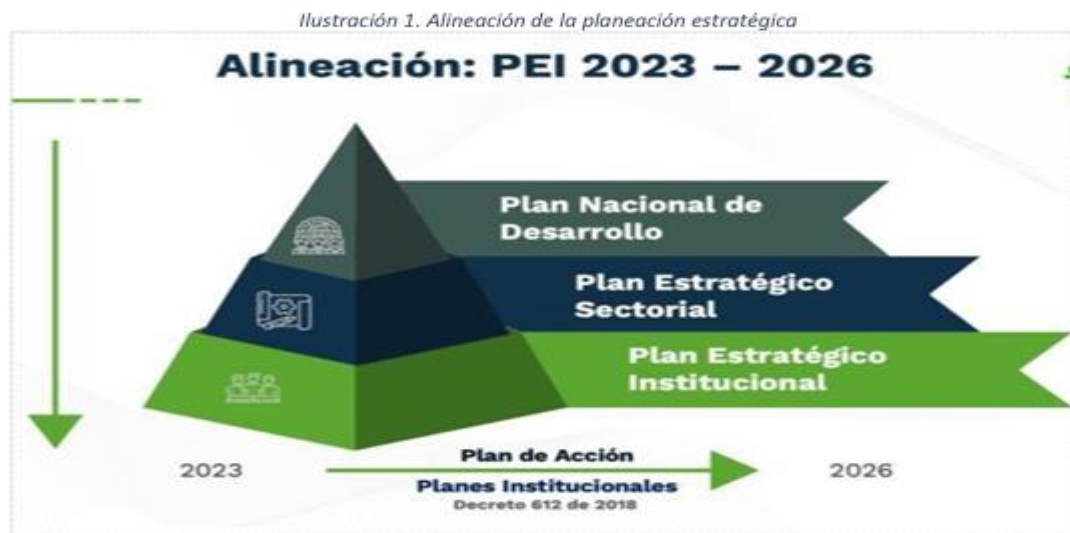 Ilustración 1. Alineación de la planeación estratégica
Alineación: PEI 2023 – 2026
Plan Nacional de
Desarrollo
Plan Estratégico
Sectorial
Plan Estratégico
Institucional
2023
Plan de Acción
2026
Planes Institucionales
Decreto 612 de 2018